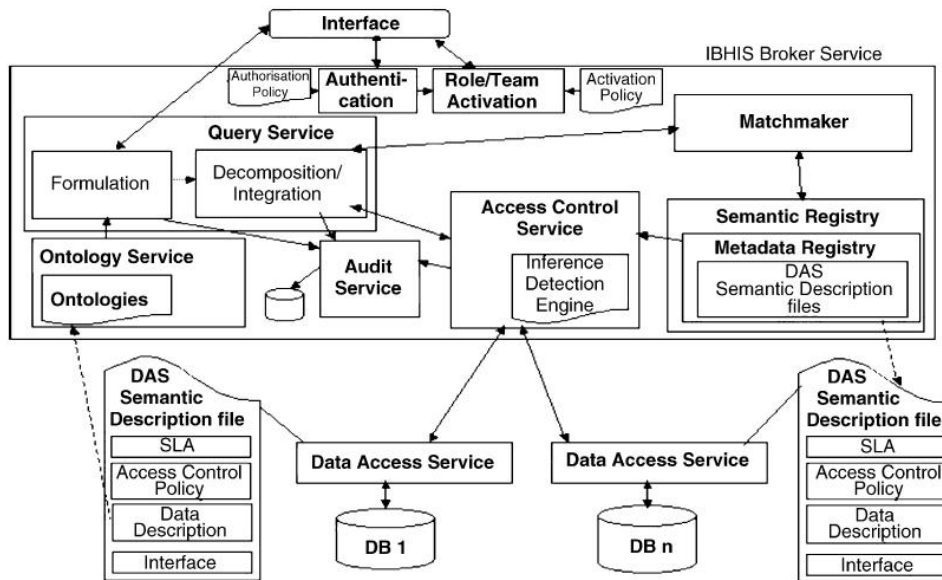 Interface
IBHIS Broker Service
Authorisation
Policy
Authenti-
cation
Role/Team
Activation
Activation
Policy
Query Service
Matchmaker
Formulation
Decomposition/
Integration
Access Control
Service
Semantic Registry
Ontology Service
Metadata Registry
Ontologies
Audit
Service
Inference
Detection
Engine
DAS
Semantic Description
files
DAS
Semantic
Description file
SLA
Access Control
Policy
Data
Description
Interface
Data Access Service
DB 1
Data Access Service
DB n
DAS
Semantic
Description file
SLA
Access Control
Policy
Data
Description
Interface